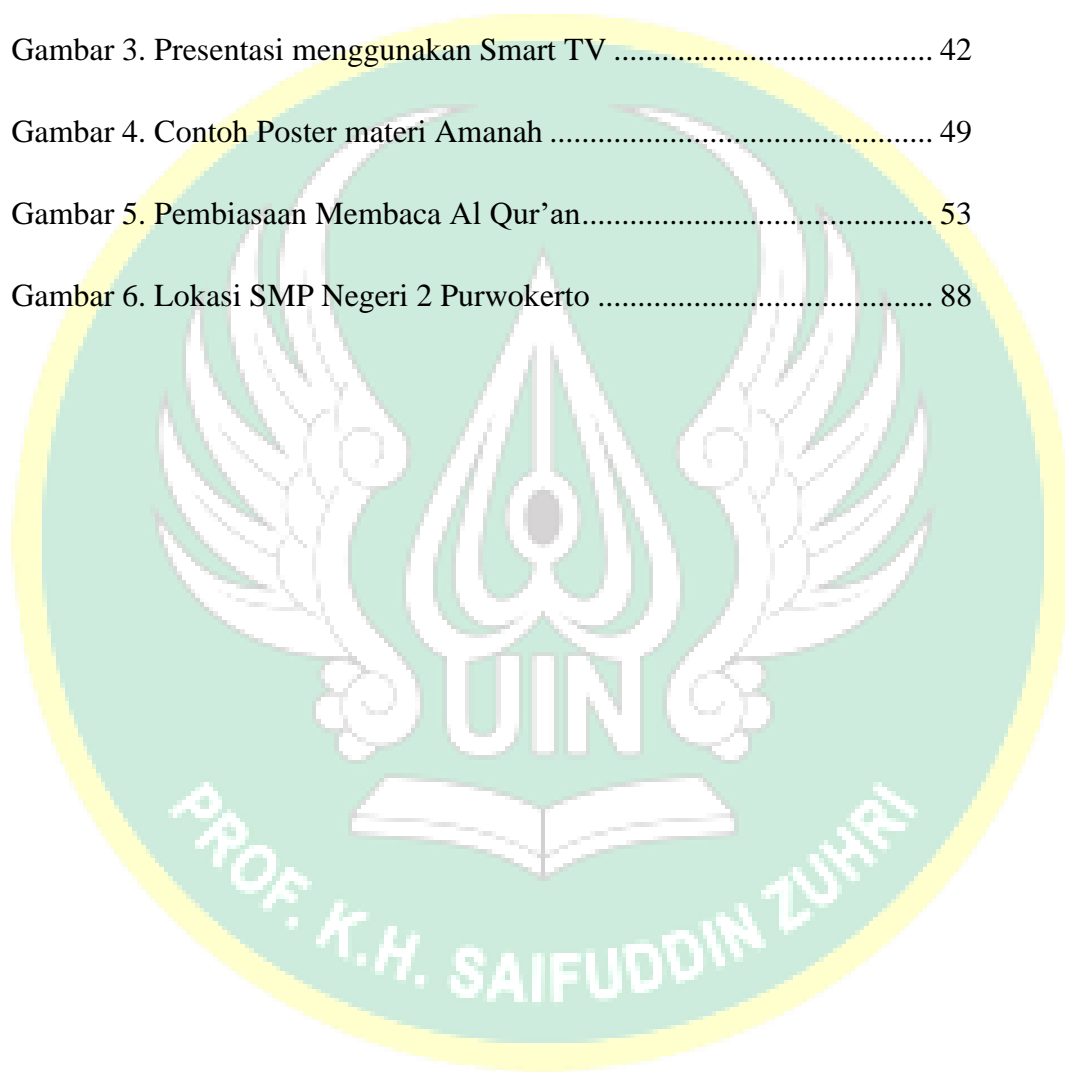 Gambar 3. Presentasi menggunakan Smart TV ........................................ 42
Gambar 4. Contoh Poster materi Amanah ................................................ 49
Gambar 5. Pembiasaan Membaca Al Qur’an............................................ 53
Gambar 6. Lokasi SMP Negeri 2 Purwokerto .......................................... 88
UIN
PROF. K.H. SAIFUDDIN ZUHRI